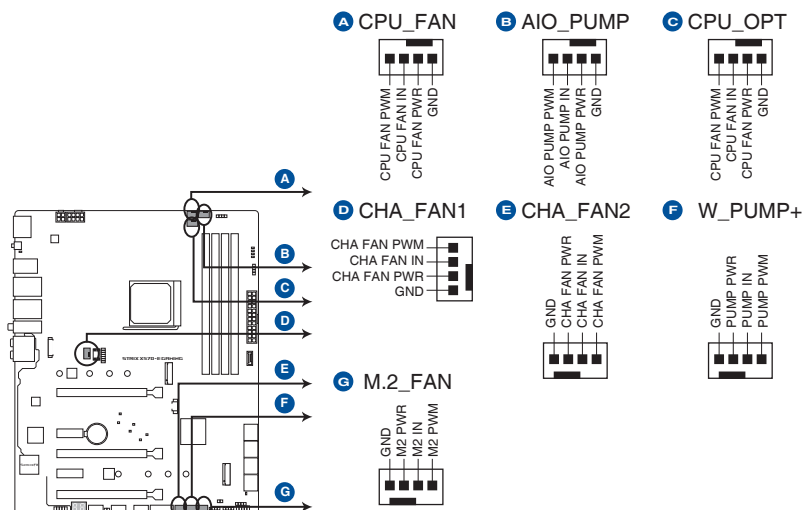 A CPU_FAN
CPU FAN PWM
CPU FAN IN
CPU FAN PWR
GND
B AIO_PUMP
AIO PUMP PWM
AIO PUMP IN
AIO PUMP PWR
GND
C CPU_OPT
CPU FAN PWM
CPU FAN IN
CPU FAN PWR
GND
A
B
C
D
E
F
G
D CHA_FAN1
CHA FAN PWM
CHA FAN IN
CHA FAN PWR
GND
E CHA_FAN2
GND
CHA FAN PWR
CHA FAN IN
CHA FAN PWM
F W_PUMP+
GND
PUMP PWR
PUMP IN
PUMP PWM
G M.2_FAN
GND
M2 PWR
M2 IN
M2 PWM
STRIX X570-E GAMING